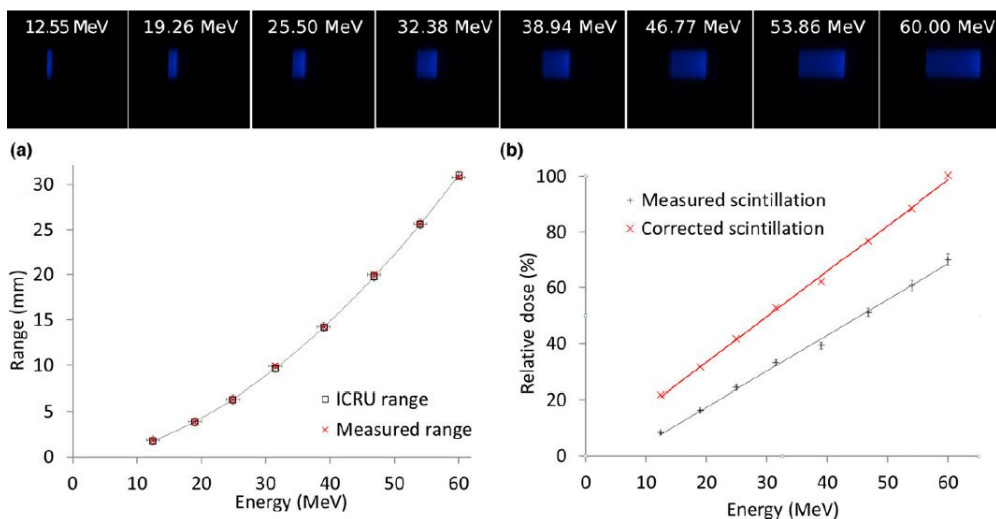 12.55 MeV 19.26 MeV 25.50 MeV 32.38 MeV 38.94 MeV 46.77 MeV 53.86 MeV 60.00 MeV
(a)
30
25
20
15
10
5
0
Range (mm)
0 10 20 30 40 50 60
Energy (MeV)
ICRU range
Measured range
(b)
100
80
60
40
20
0
Relative dose (%)
0 10 20 30 40 50 60
Energy (MeV)
Measured scintillation
Corrected scintillation